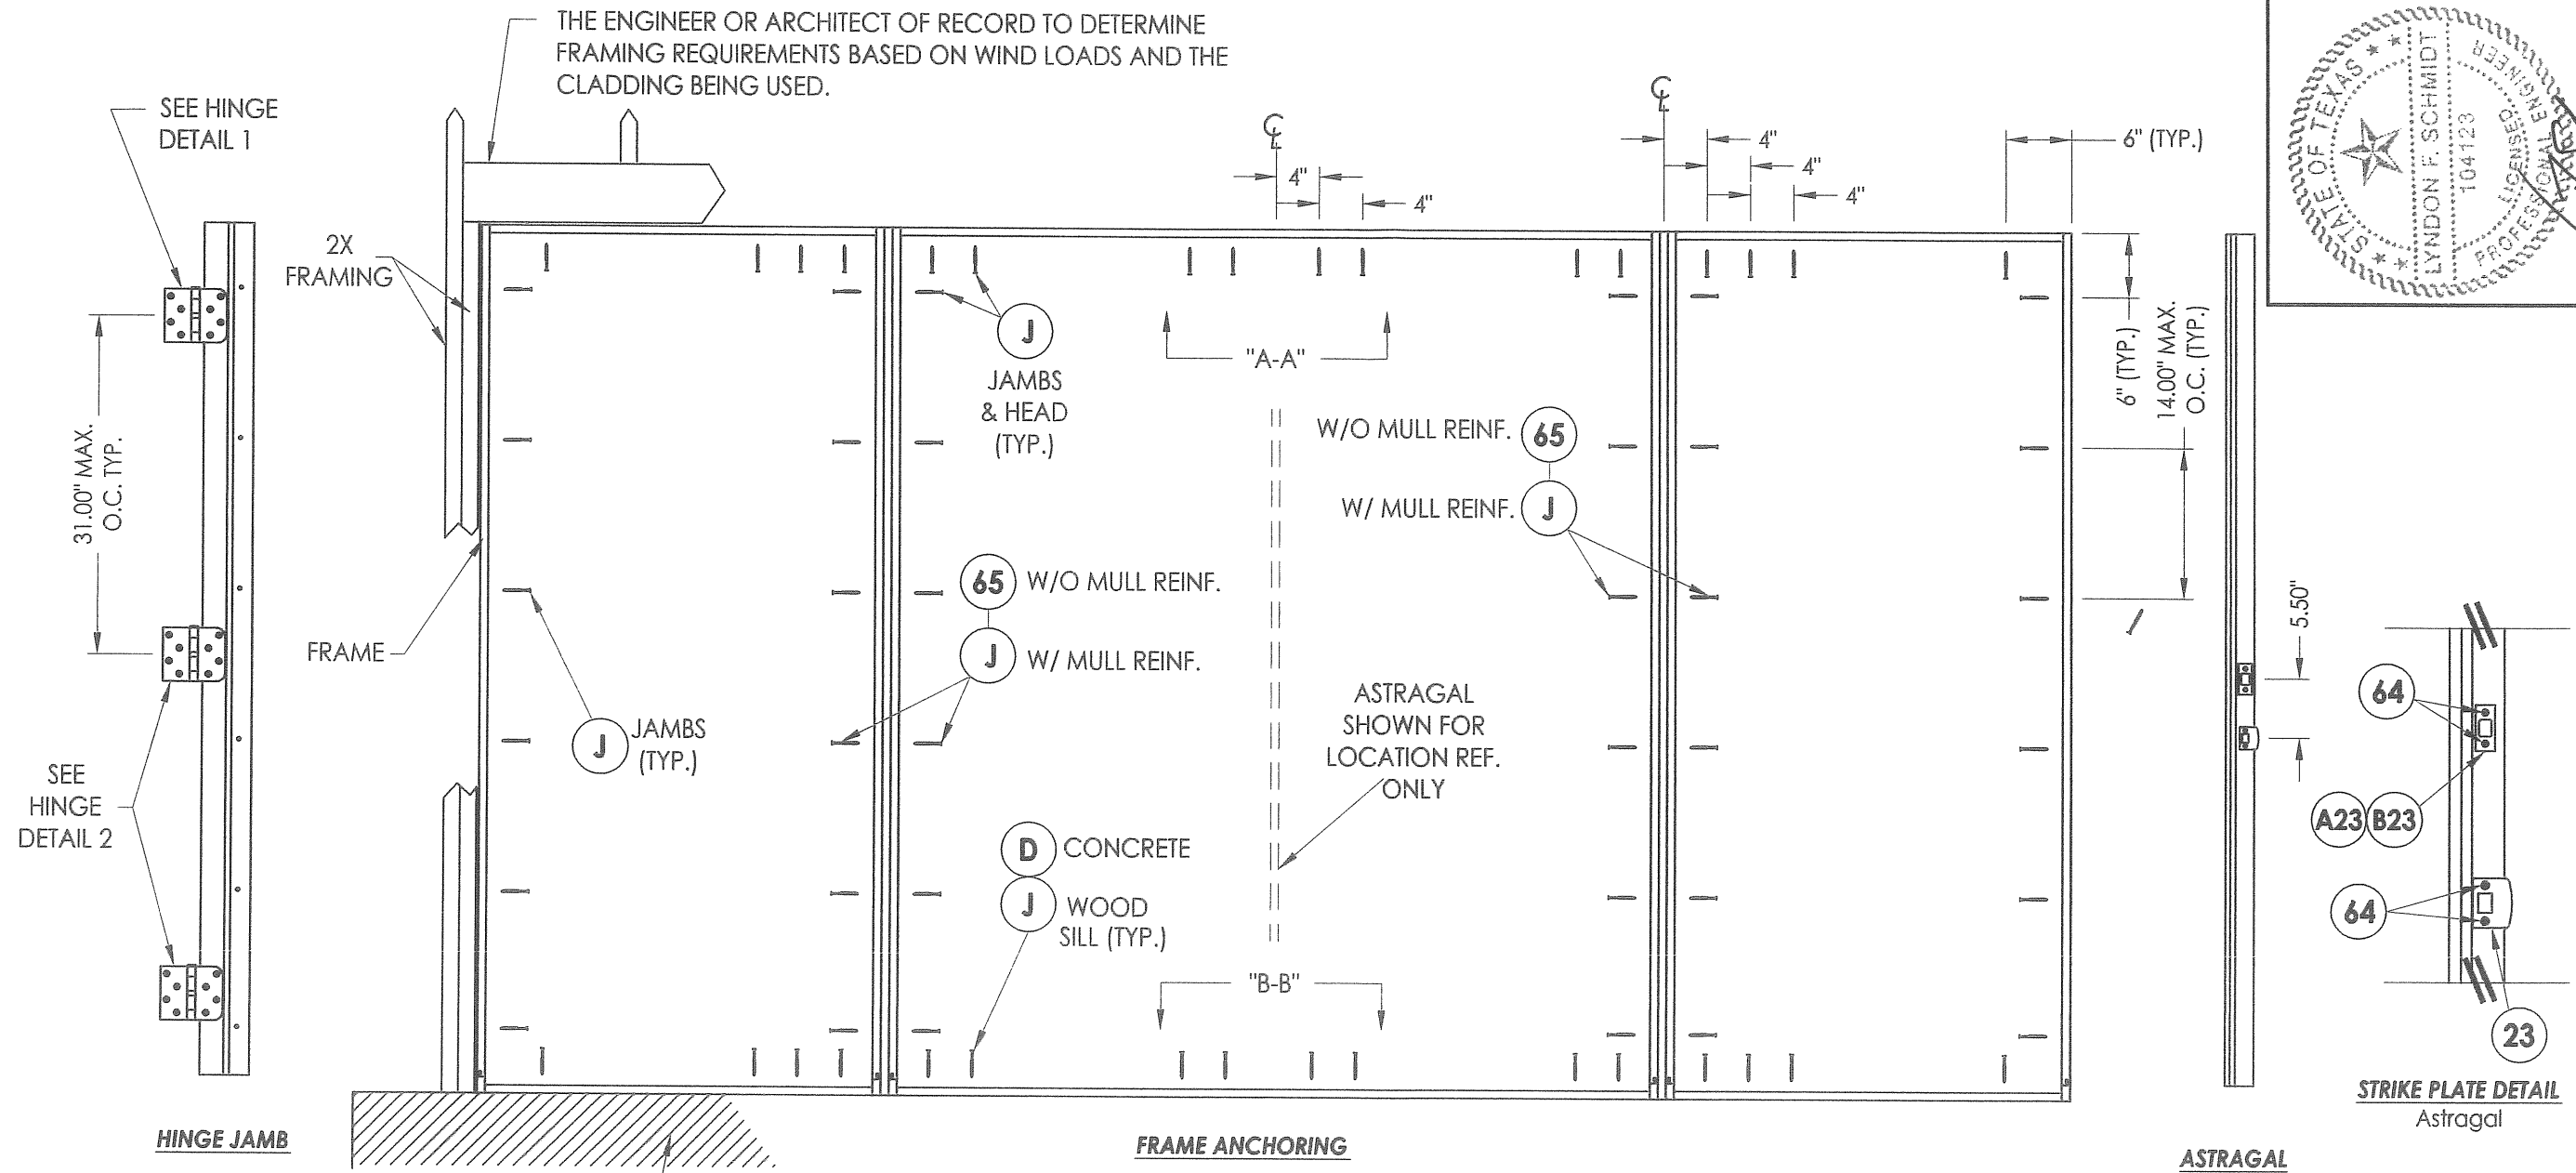 THE ENGINEER OR ARCHITECT OF RECORD TO DETERMINE
FRAMING REQUIREMENTS BASED ON WIND LOADS AND THE
CLADDING BEING USED.
SEE HINGE
DETAIL 1
2X
FRAMING
31.00" MAX.
O.C. TYP.
FRAME
SEE
HINGE
DETAIL 2
HINGE JAMB
J
JAMBS
(TYP.)
J
JAMBS
& HEAD
(TYP.)
65 W/O MULL REINF.
J W/ MULL REINF.
D CONCRETE
J WOOD
SILL (TYP.)
℄
4"
4"
"A-A"
W/O MULL REINF. 65
W/ MULL REINF. J
ASTRAGAL
SHOWN FOR
LOCATION REF.
ONLY
"B-B"
FRAME ANCHORING
℄
4"
4"
4"
6" (TYP.)
6" (TYP.)
14.00" MAX.
O.C. (TYP.)
5.50"
ASTRAGAL
64
A23 B23
64
23
STRIKE PLATE DETAIL
Astragal
STATE OF TEXAS
LYNDON F. SCHMIDT
104123
LICENSED
PROFESSIONAL ENGINEER